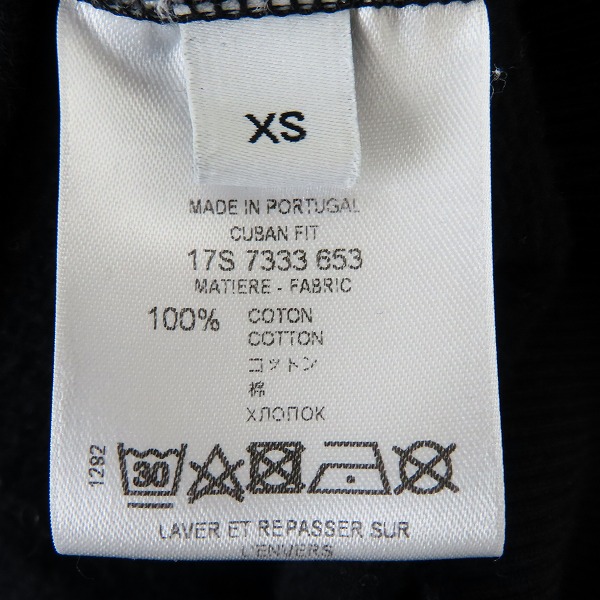 XS
MADE IN PORTUGAL
CUBAN FIT
17S 7333 653
MATIERE - FABRIC
100% COTON
COTTON
コットン
棉
ХЛОПОК
1292
30
LAVER ET REPASSER SUR
L'ENVERS